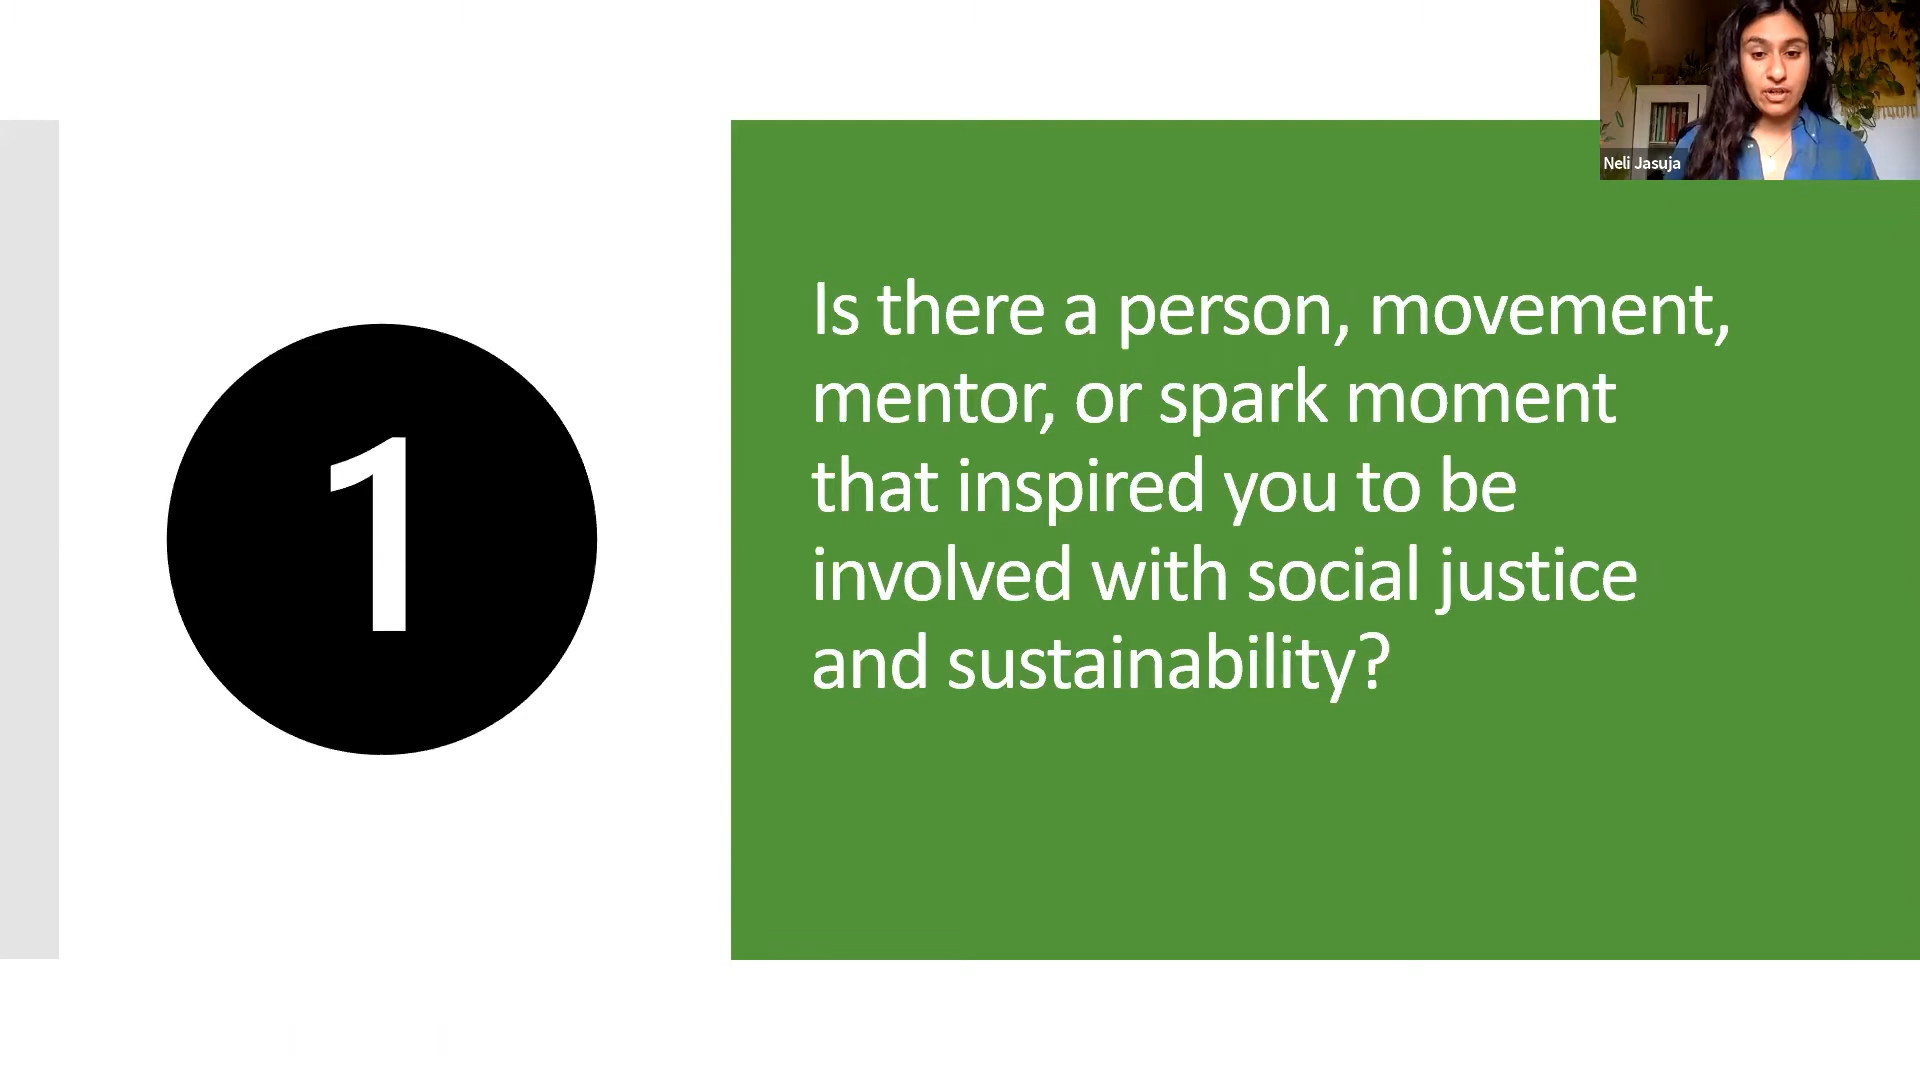 Neli Jasuja
1
Is there a person, movement,
mentor, or spark moment
that inspired you to be
involved with social justice
and sustainability?